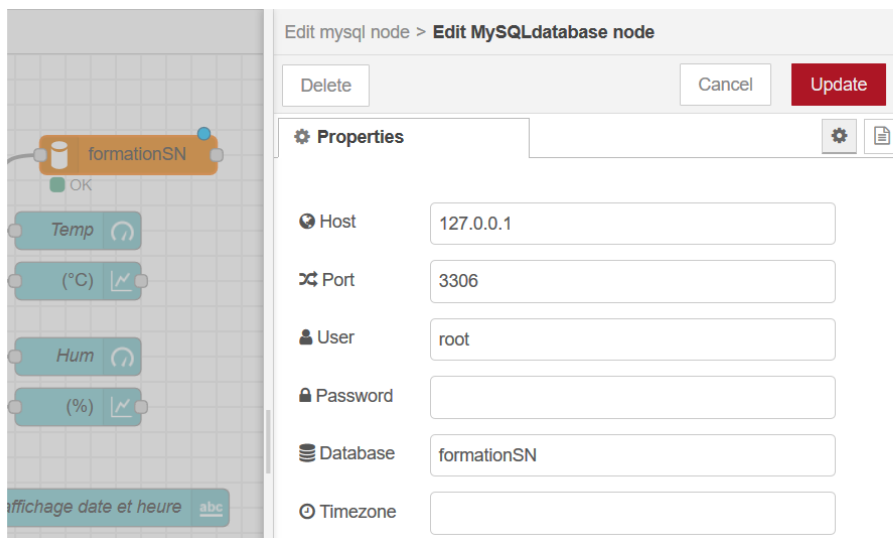 Edit mysql node > Edit MySQLdatabase node
Delete
Cancel
Update
Properties
formationSN
OK
Temp
(°C)
Hum
(%)
affichage date et heure
abc
Host
127.0.0.1
Port
3306
User
root
Password
Database
formationSN
Timezone